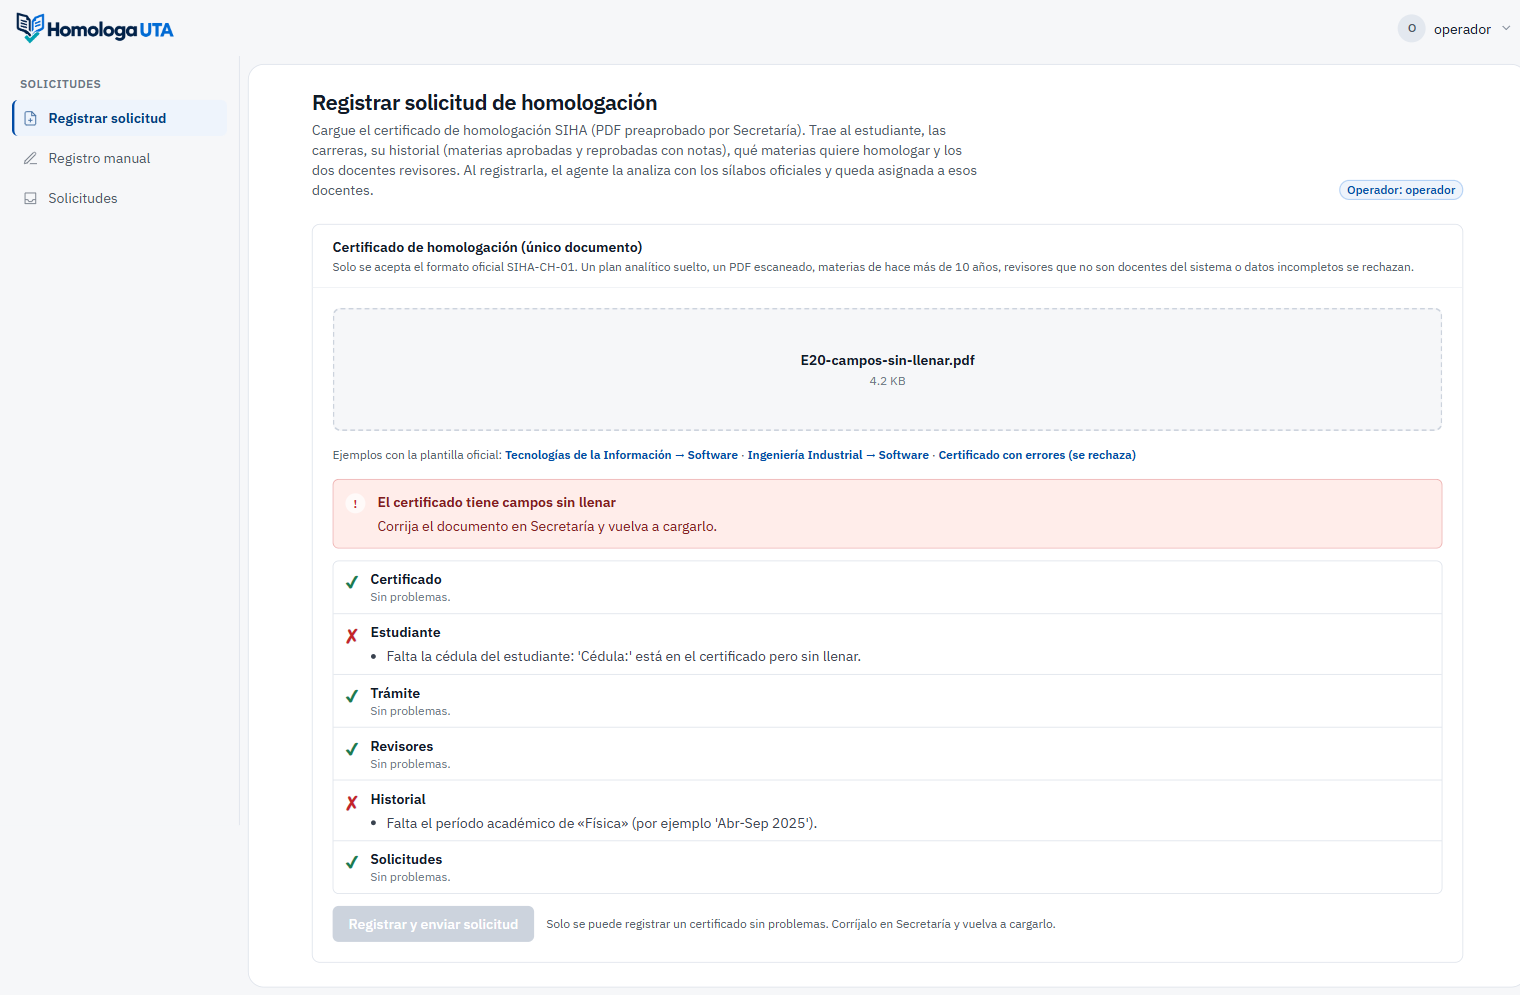 HomologaUTA
O
operador
SOLICITUDES
Registrar solicitud
Registro manual
Solicitudes
Registrar solicitud de homologación
Cargue el certificado de homologación SIHA (PDF preaprobado por Secretaría). Trae al estudiante, las
carreras, su historial (materias aprobadas y reprobadas con notas), qué materias quiere homologar y los
dos docentes revisores. Al registrarla, el agente la analiza con los sílabos oficiales y queda asignada a esos
docentes.
Operador: operador
Certificado de homologación (único documento)
Solo se acepta el formato oficial SIHA-CH-01. Un plan analítico suelto, un PDF escaneado, materias de hace más de 10 años, revisores que no son docentes del sistema o datos incompletos se rechazan.
E20-campos-sin-llenar.pdf
4.2 KB
Ejemplos con la plantilla oficial: Tecnologías de la Información → Software · Ingeniería Industrial → Software · Certificado con errores (se rechaza)
! El certificado tiene campos sin llenar
Corrija el documento en Secretaría y vuelva a cargarlo.
✓ Certificado
Sin problemas.
✗ Estudiante
• Falta la cédula del estudiante: 'Cédula:' está en el certificado pero sin llenar.
✓ Trámite
Sin problemas.
✓ Revisores
Sin problemas.
✗ Historial
• Falta el período académico de «Física» (por ejemplo 'Abr-Sep 2025').
✓ Solicitudes
Sin problemas.
Registrar y enviar solicitud
Solo se puede registrar un certificado sin problemas. Corríjalo en Secretaría y vuelva a cargarlo.